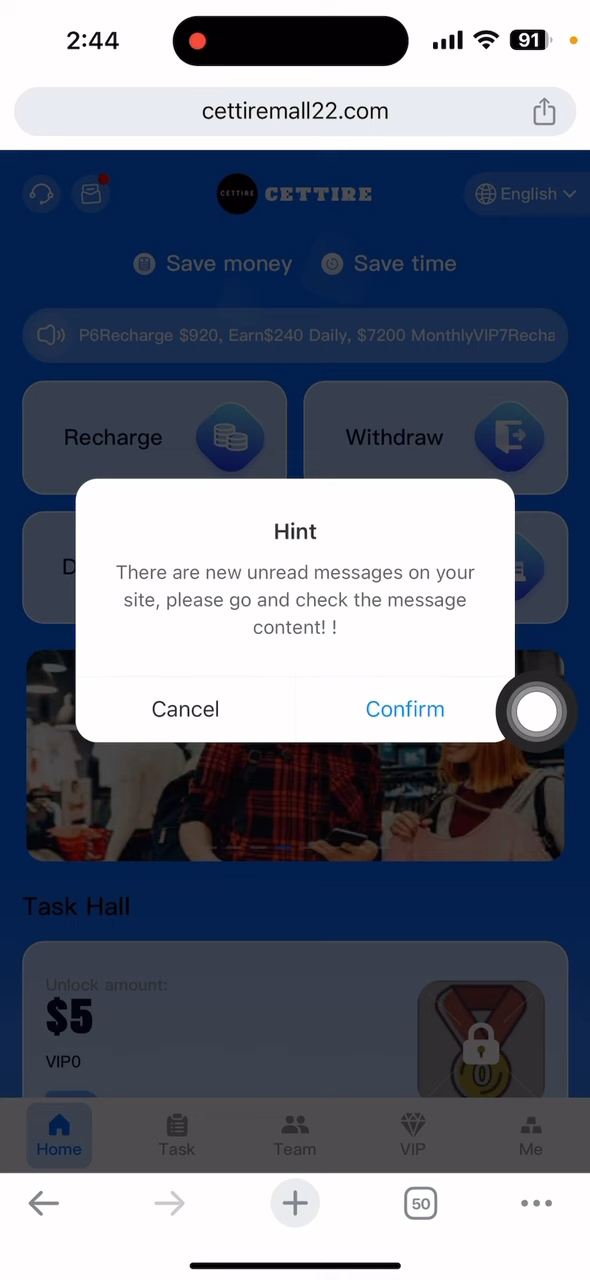 2:44
91
cettiremall22.com
CETTIRE
CETTIRE
English
Save money
Save time
P6Recharge $920, Earn$240 Daily, $7200 MonthlyVIP7Recha
Recharge
Withdraw
D
Hint
There are new unread messages on your
site, please go and check the message
content! !
Cancel
Confirm
Task Hall
Unlock amount:
$5
VIP0
0
Home
Task
Team
VIP
Me
50